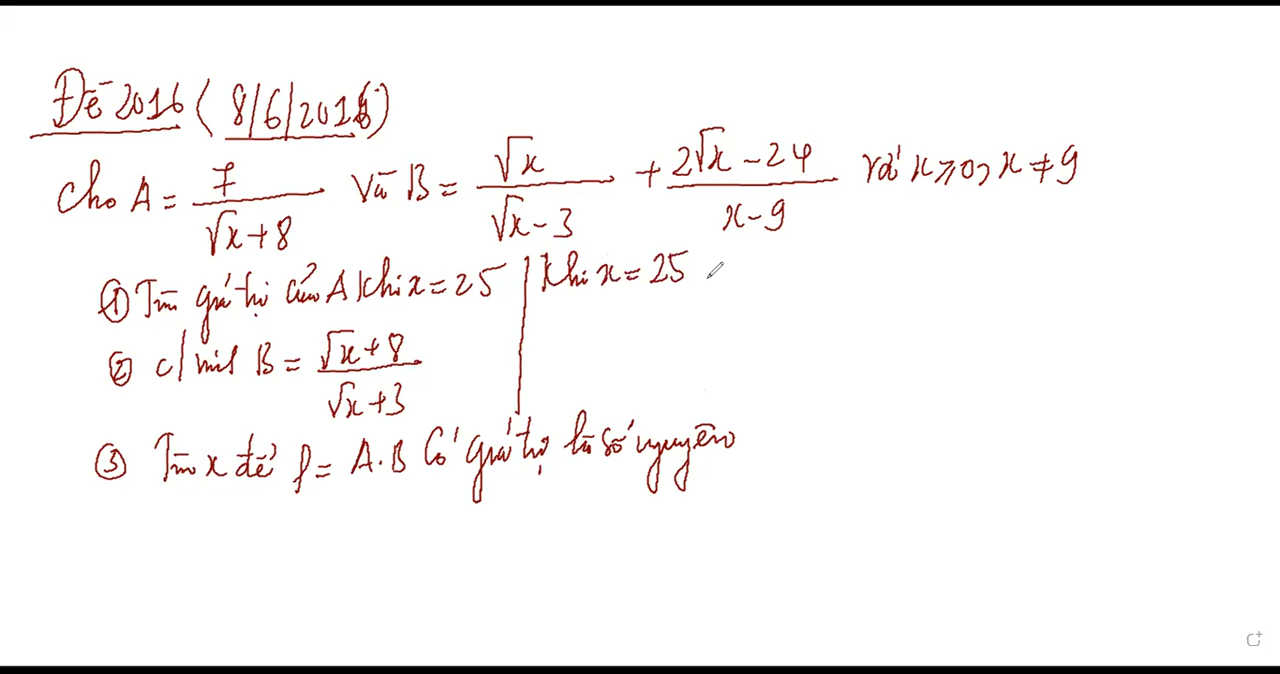 Đề 2016 (8/6/2016)
Cho A = 7/(√x + 8) và B = √x/(√x - 3) + (2√x - 24)/(x - 9) với x ≥ 0; x ≠ 9
① Tìm giá trị của A khi x = 25 | Khi x = 25
② c/minh B = (√x + 8)/(√x + 3)
③ Tìm x để P = A.B Có giá trị là số nguyên